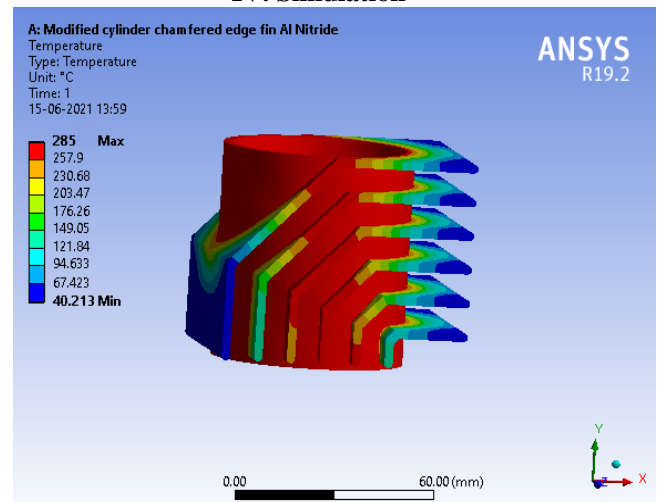 A: Modified cylinder chamfered edge fin Al Nitride
Temperature
Type: Temperature
Unit: °C
Time: 1
15-06-2021 13:59
ANSYS
R19.2
285 Max
257.9
230.68
203.47
176.26
149.05
121.84
94.633
67.423
40.213 Min
Y
X
Z
0.00 60.00 (mm)